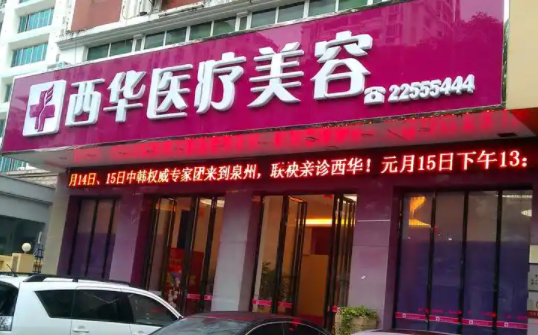 西华医疗美容 ☎22555444
月14日、15日中韩权威专家团来到泉州，联袂亲诊西华！元月15日下午13: